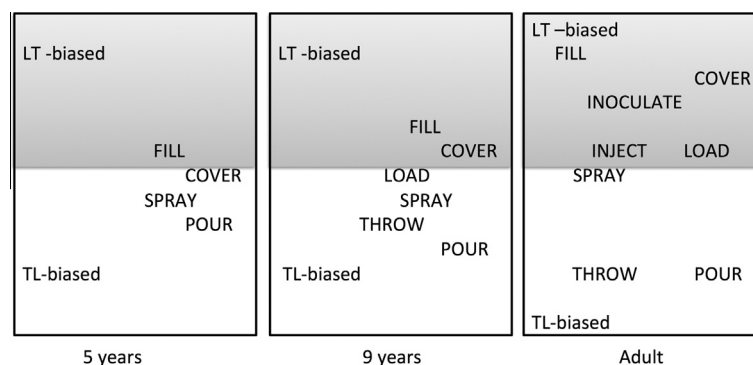 LT -biased
FILL
COVER
SPRAY
POUR
TL-biased
5 years
LT -biased
FILL
COVER
LOAD
SPRAY
THROW
POUR
TL-biased
9 years
LT –biased
FILL
COVER
INOCULATE
INJECT LOAD
SPRAY
THROW POUR
TL-biased
Adult